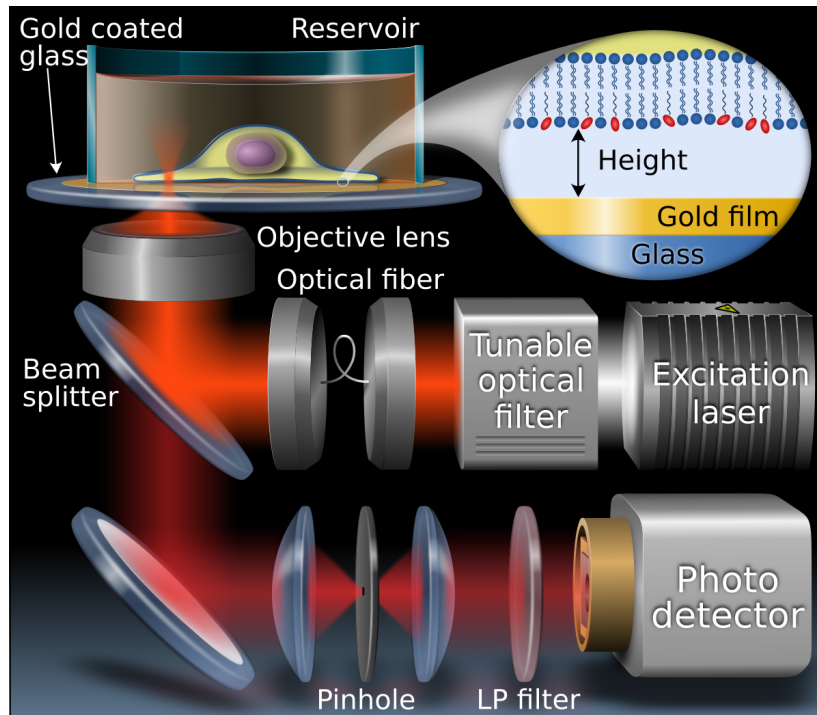 Gold coated
glass
Reservoir
Height
Gold film
Glass
Objective lens
Optical fiber
Beam
splitter
Tunable
optical
filter
Excitation
laser
Photo
detector
Pinhole
LP filter